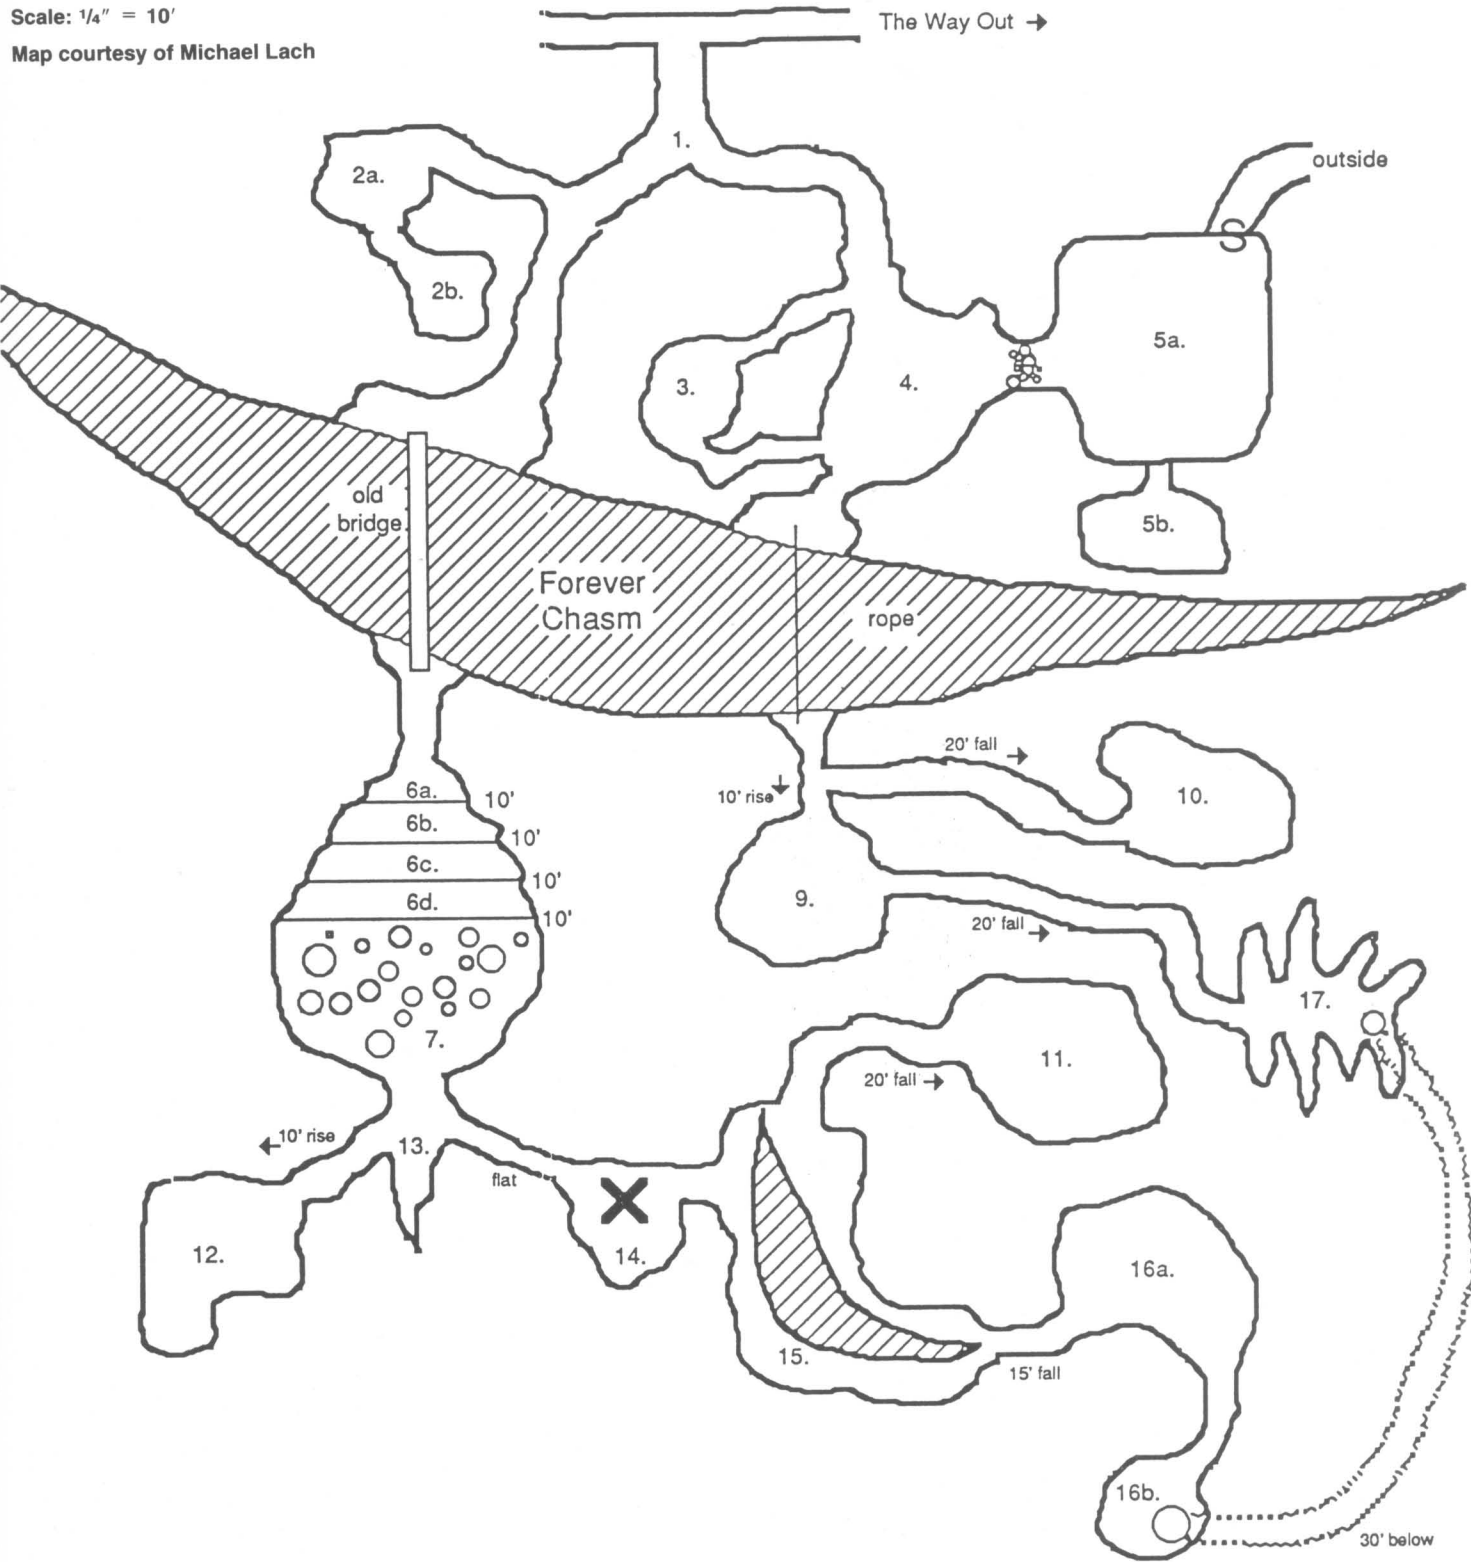 Scale: 1/4" = 10'
The Way Out →
Map courtesy of Michael Lach
1.
outside
2a.
2b.
5a.
3.
4.
old
bridge
5b.
Forever
Chasm
rope
20' fall →
10' rise ↓
10.
6a. 10'
6b. 10'
6c. 10'
6d. 10'
9.
20' fall →
17.
7.
11.
20' fall →
← 10' rise
13.
flat
X
12.
14.
16a.
15.
15' fall
16b.
30' below